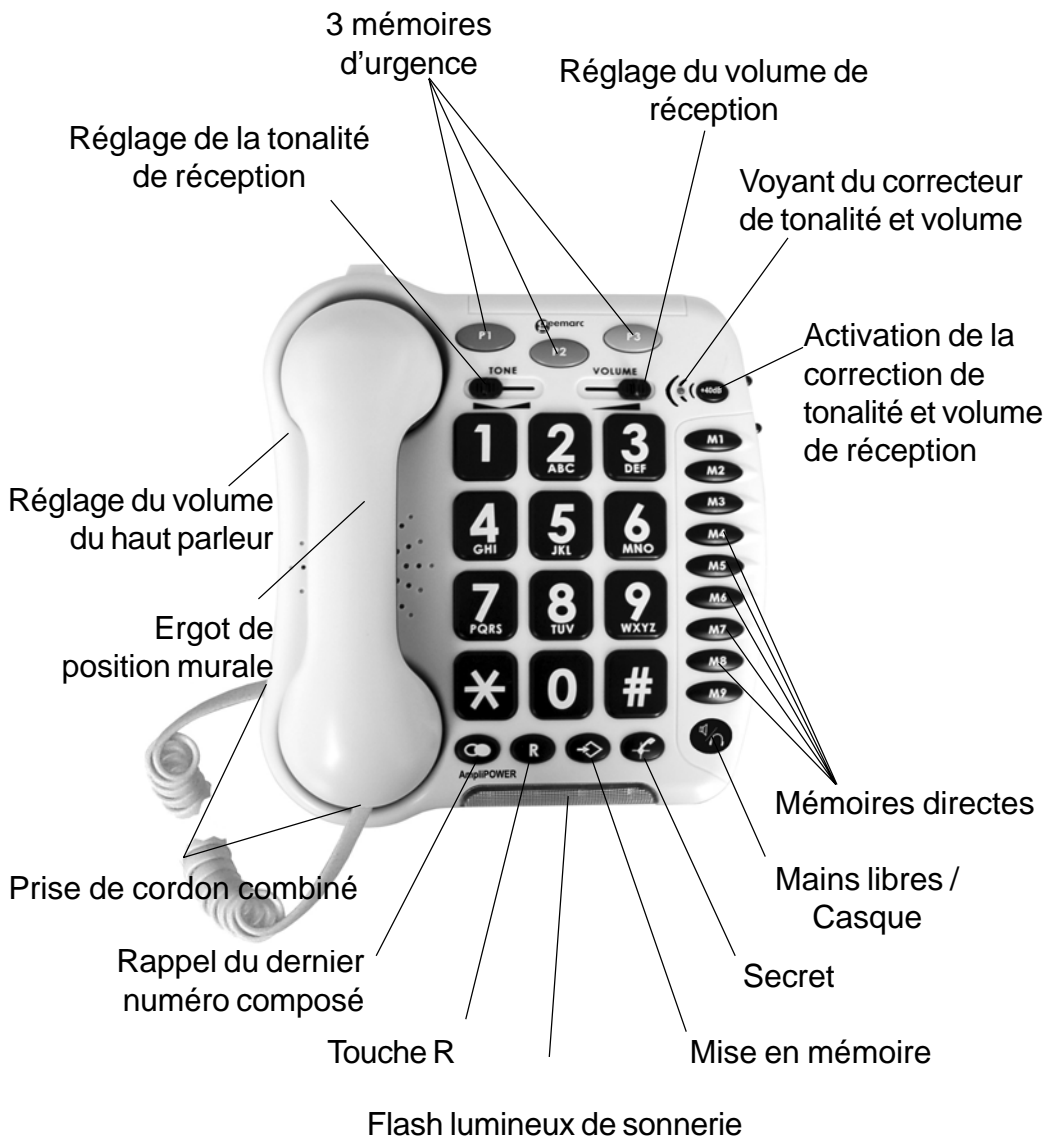 3 mémoires
d'urgence
Réglage du volume de
réception
Réglage de la tonalité
de réception
Voyant du correcteur
de tonalité et volume
Activation de la
correction de
tonalité et volume
de réception
Réglage du volume
du haut parleur
Ergot de
position murale
Prise de cordon combiné
Rappel du dernier
numéro composé
Touche R
Flash lumineux de sonnerie
Mise en mémoire
Secret
Mains libres /
Casque
Mémoires directes
P1
geemarc
P2
P3
TONE
VOLUME
+40dB
1
2
ABC
3
DEF
4
GHI
5
JKL
6
MNO
7
PQRS
8
TUV
9
WXYZ
*
0
#
M1
M2
M3
M4
M5
M6
M7
M8
M9
R
AmpliPOWER